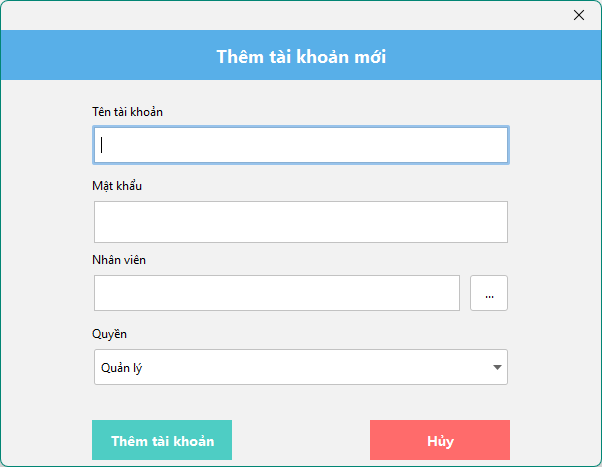 Thêm tài khoản mới
Tên tài khoản
Mật khẩu
Nhân viên
...
Quyền
Quản lý
Thêm tài khoản
Hủy